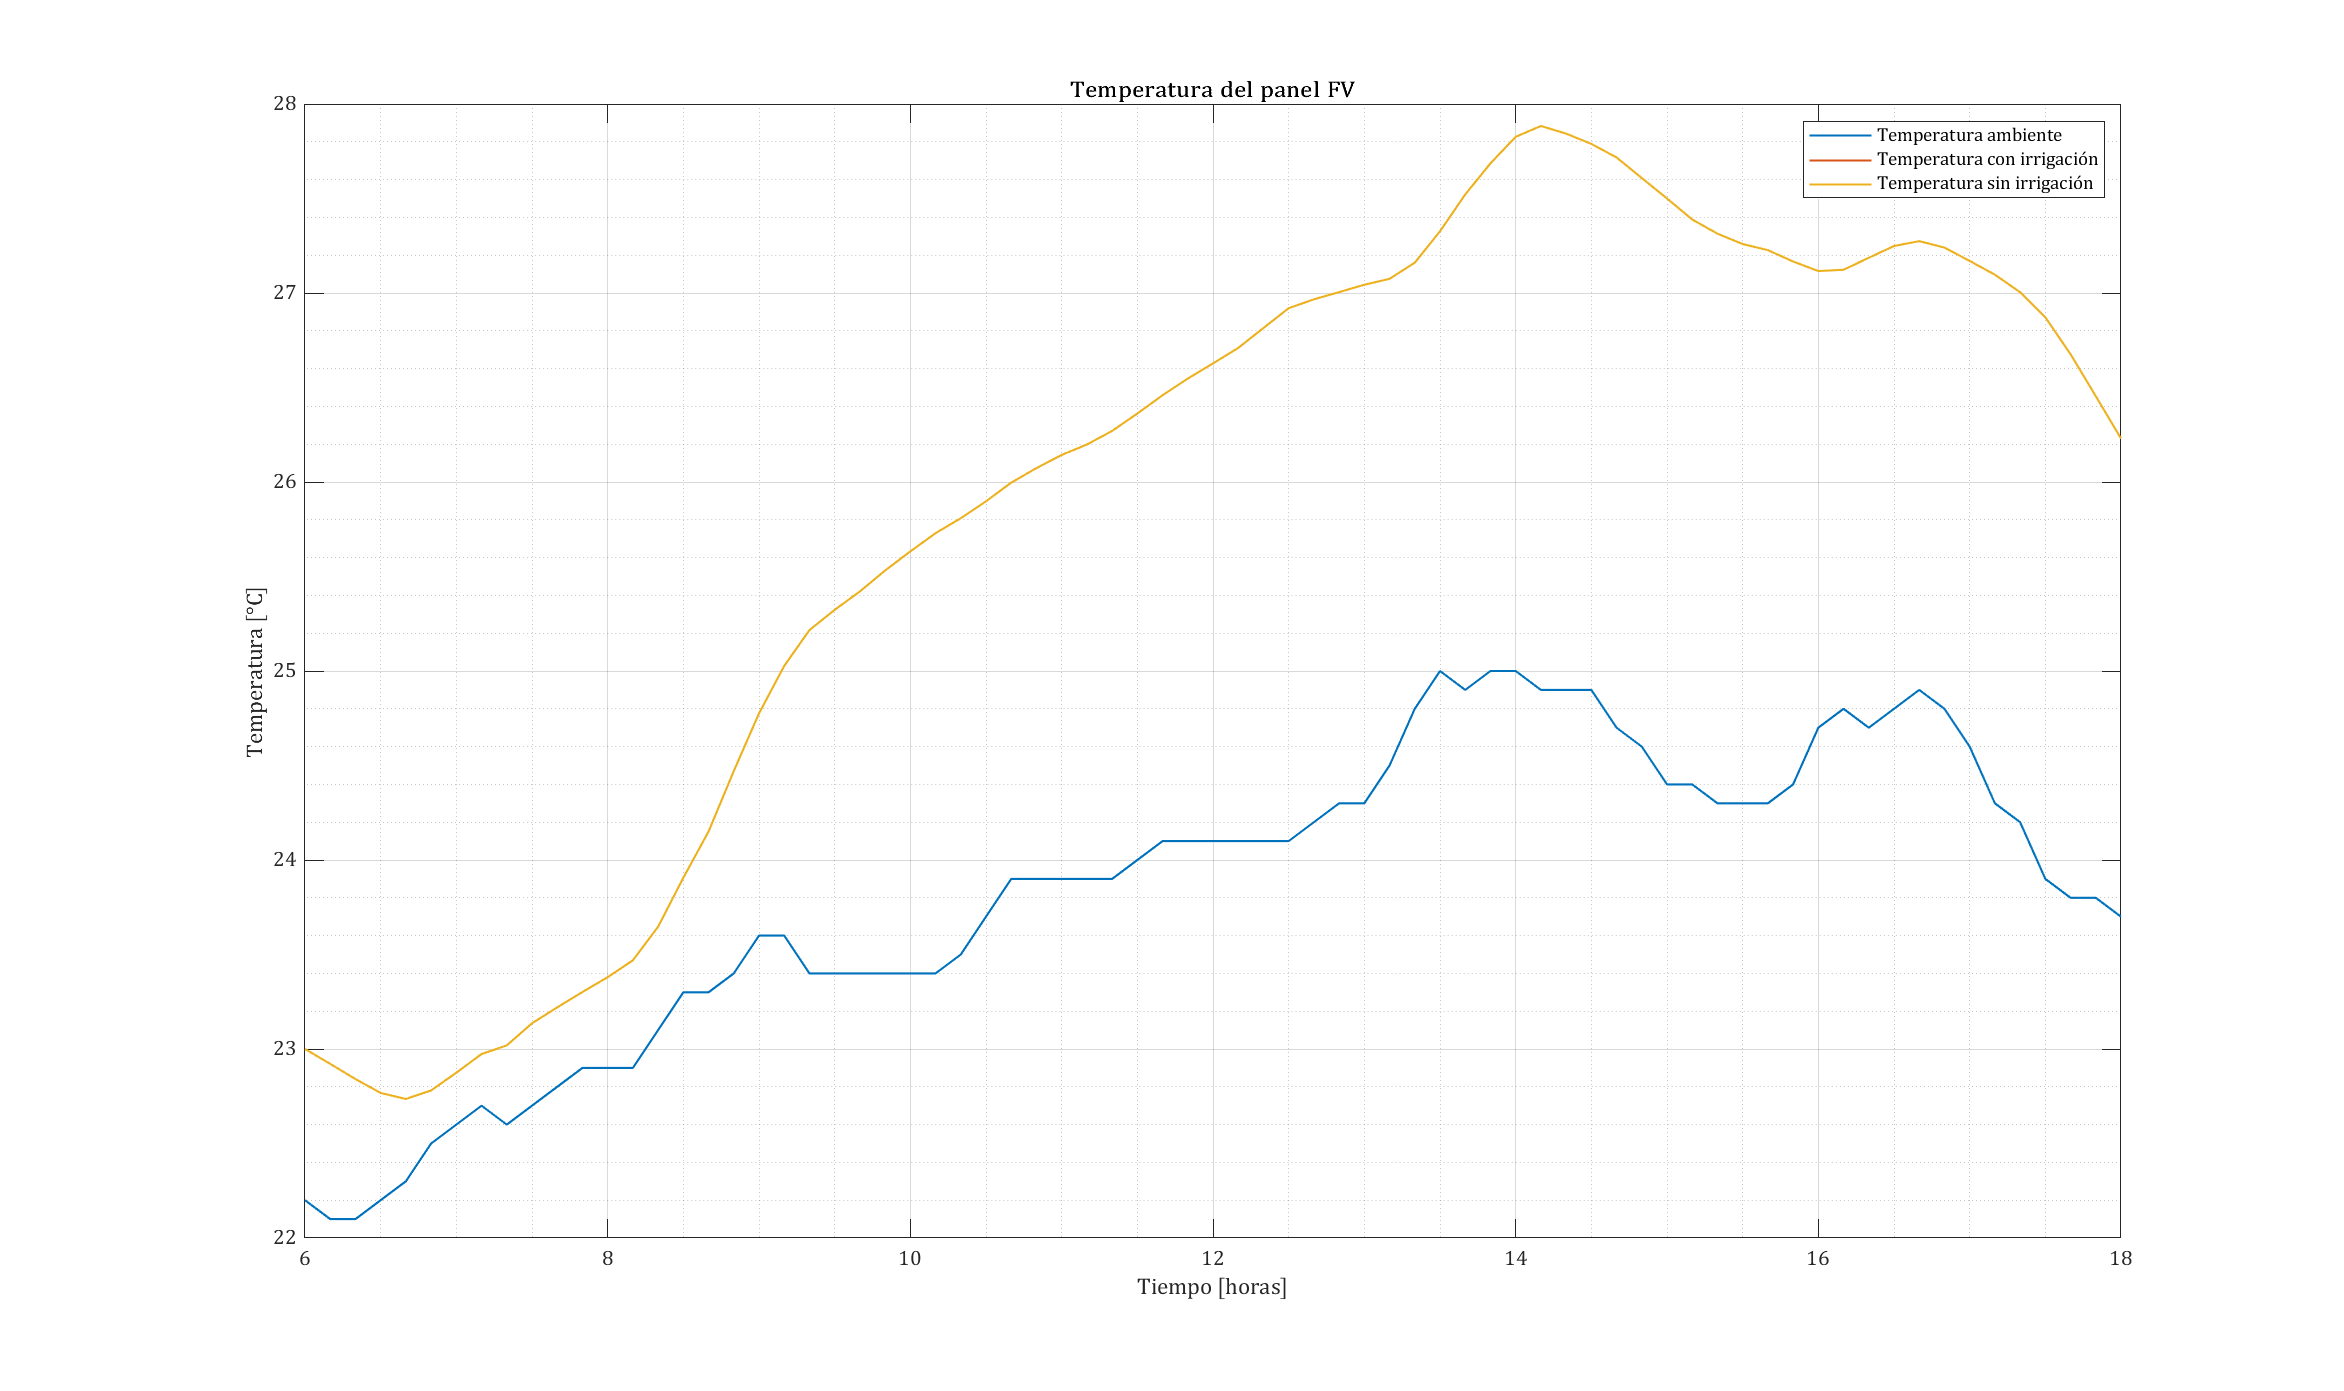 Temperatura del panel FV
Temperatura ambiente
Temperatura con irrigación
Temperatura sin irrigación
28
27
26
25
24
23
22
Temperatura [°C]
6 8 10 12 14 16 18
Tiempo [horas]